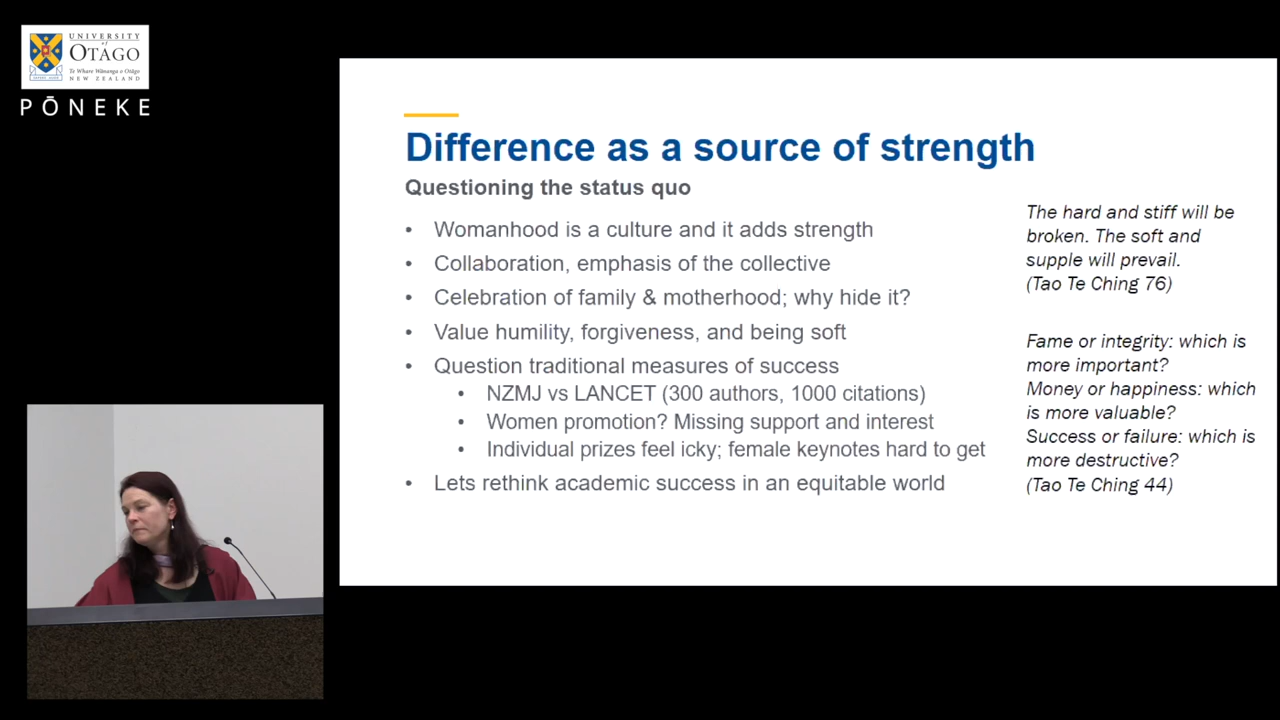 UNIVERSITY
of
OTAGO
Te Whare Wānanga o Otāgo
NEW ZEALAND
PŌNEKE
Difference as a source of strength
Questioning the status quo
• Womanhood is a culture and it adds strength
• Collaboration, emphasis of the collective
• Celebration of family & motherhood; why hide it?
• Value humility, forgiveness, and being soft
• Question traditional measures of success
• NZMJ vs LANCET (300 authors, 1000 citations)
• Women promotion? Missing support and interest
• Individual prizes feel icky; female keynotes hard to get
• Lets rethink academic success in an equitable world
The hard and stiff will be
broken. The soft and
supple will prevail.
(Tao Te Ching 76)
Fame or integrity: which is
more important?
Money or happiness: which
is more valuable?
Success or failure: which is
more destructive?
(Tao Te Ching 44)